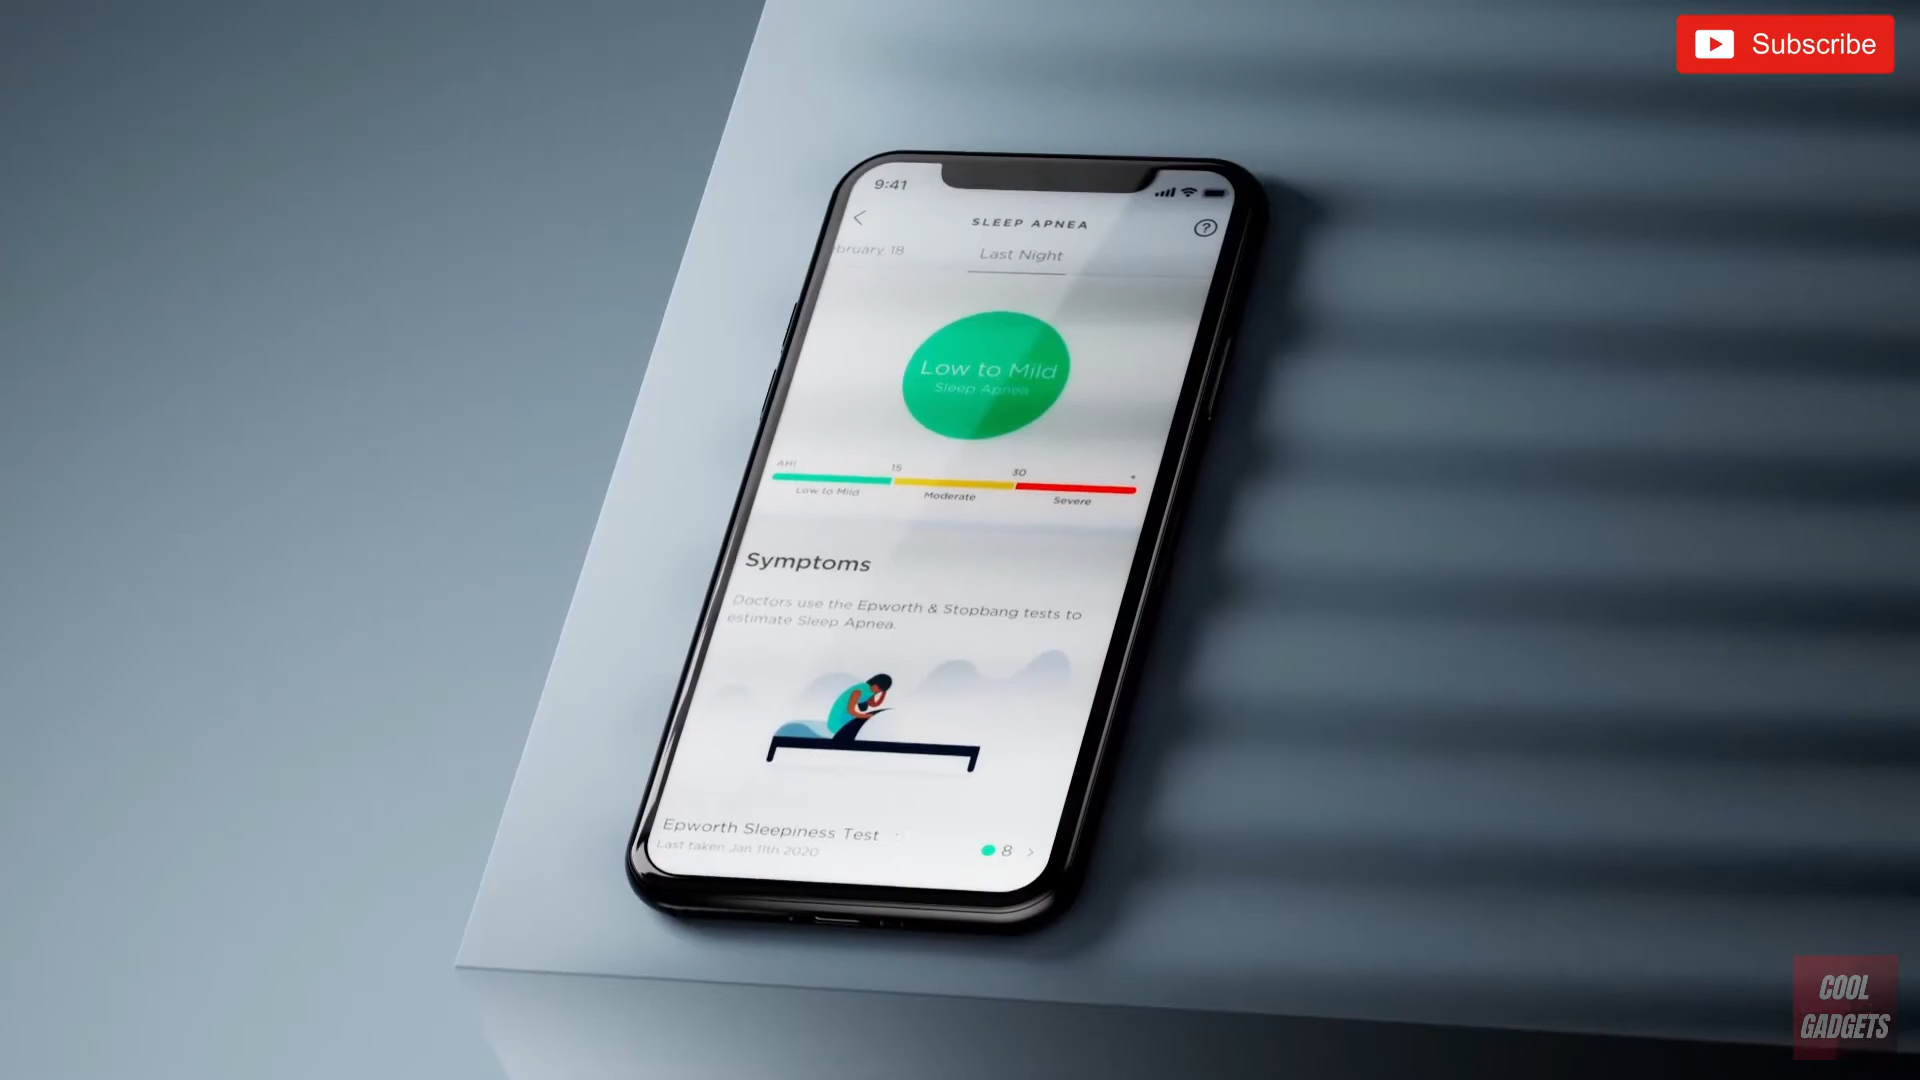 Subscribe
9:41
SLEEP APNEA
bruary 18
Last Night
Low to Mild
Sleep Apnea
AHI
15
30
+
Low to Mild
Moderate
Severe
Symptoms
Doctors use the Epworth & Stopbang tests to
estimate Sleep Apnea.
Epworth Sleepiness Test
8
Last taken Jan 11th 2020
COOL
GADGETS